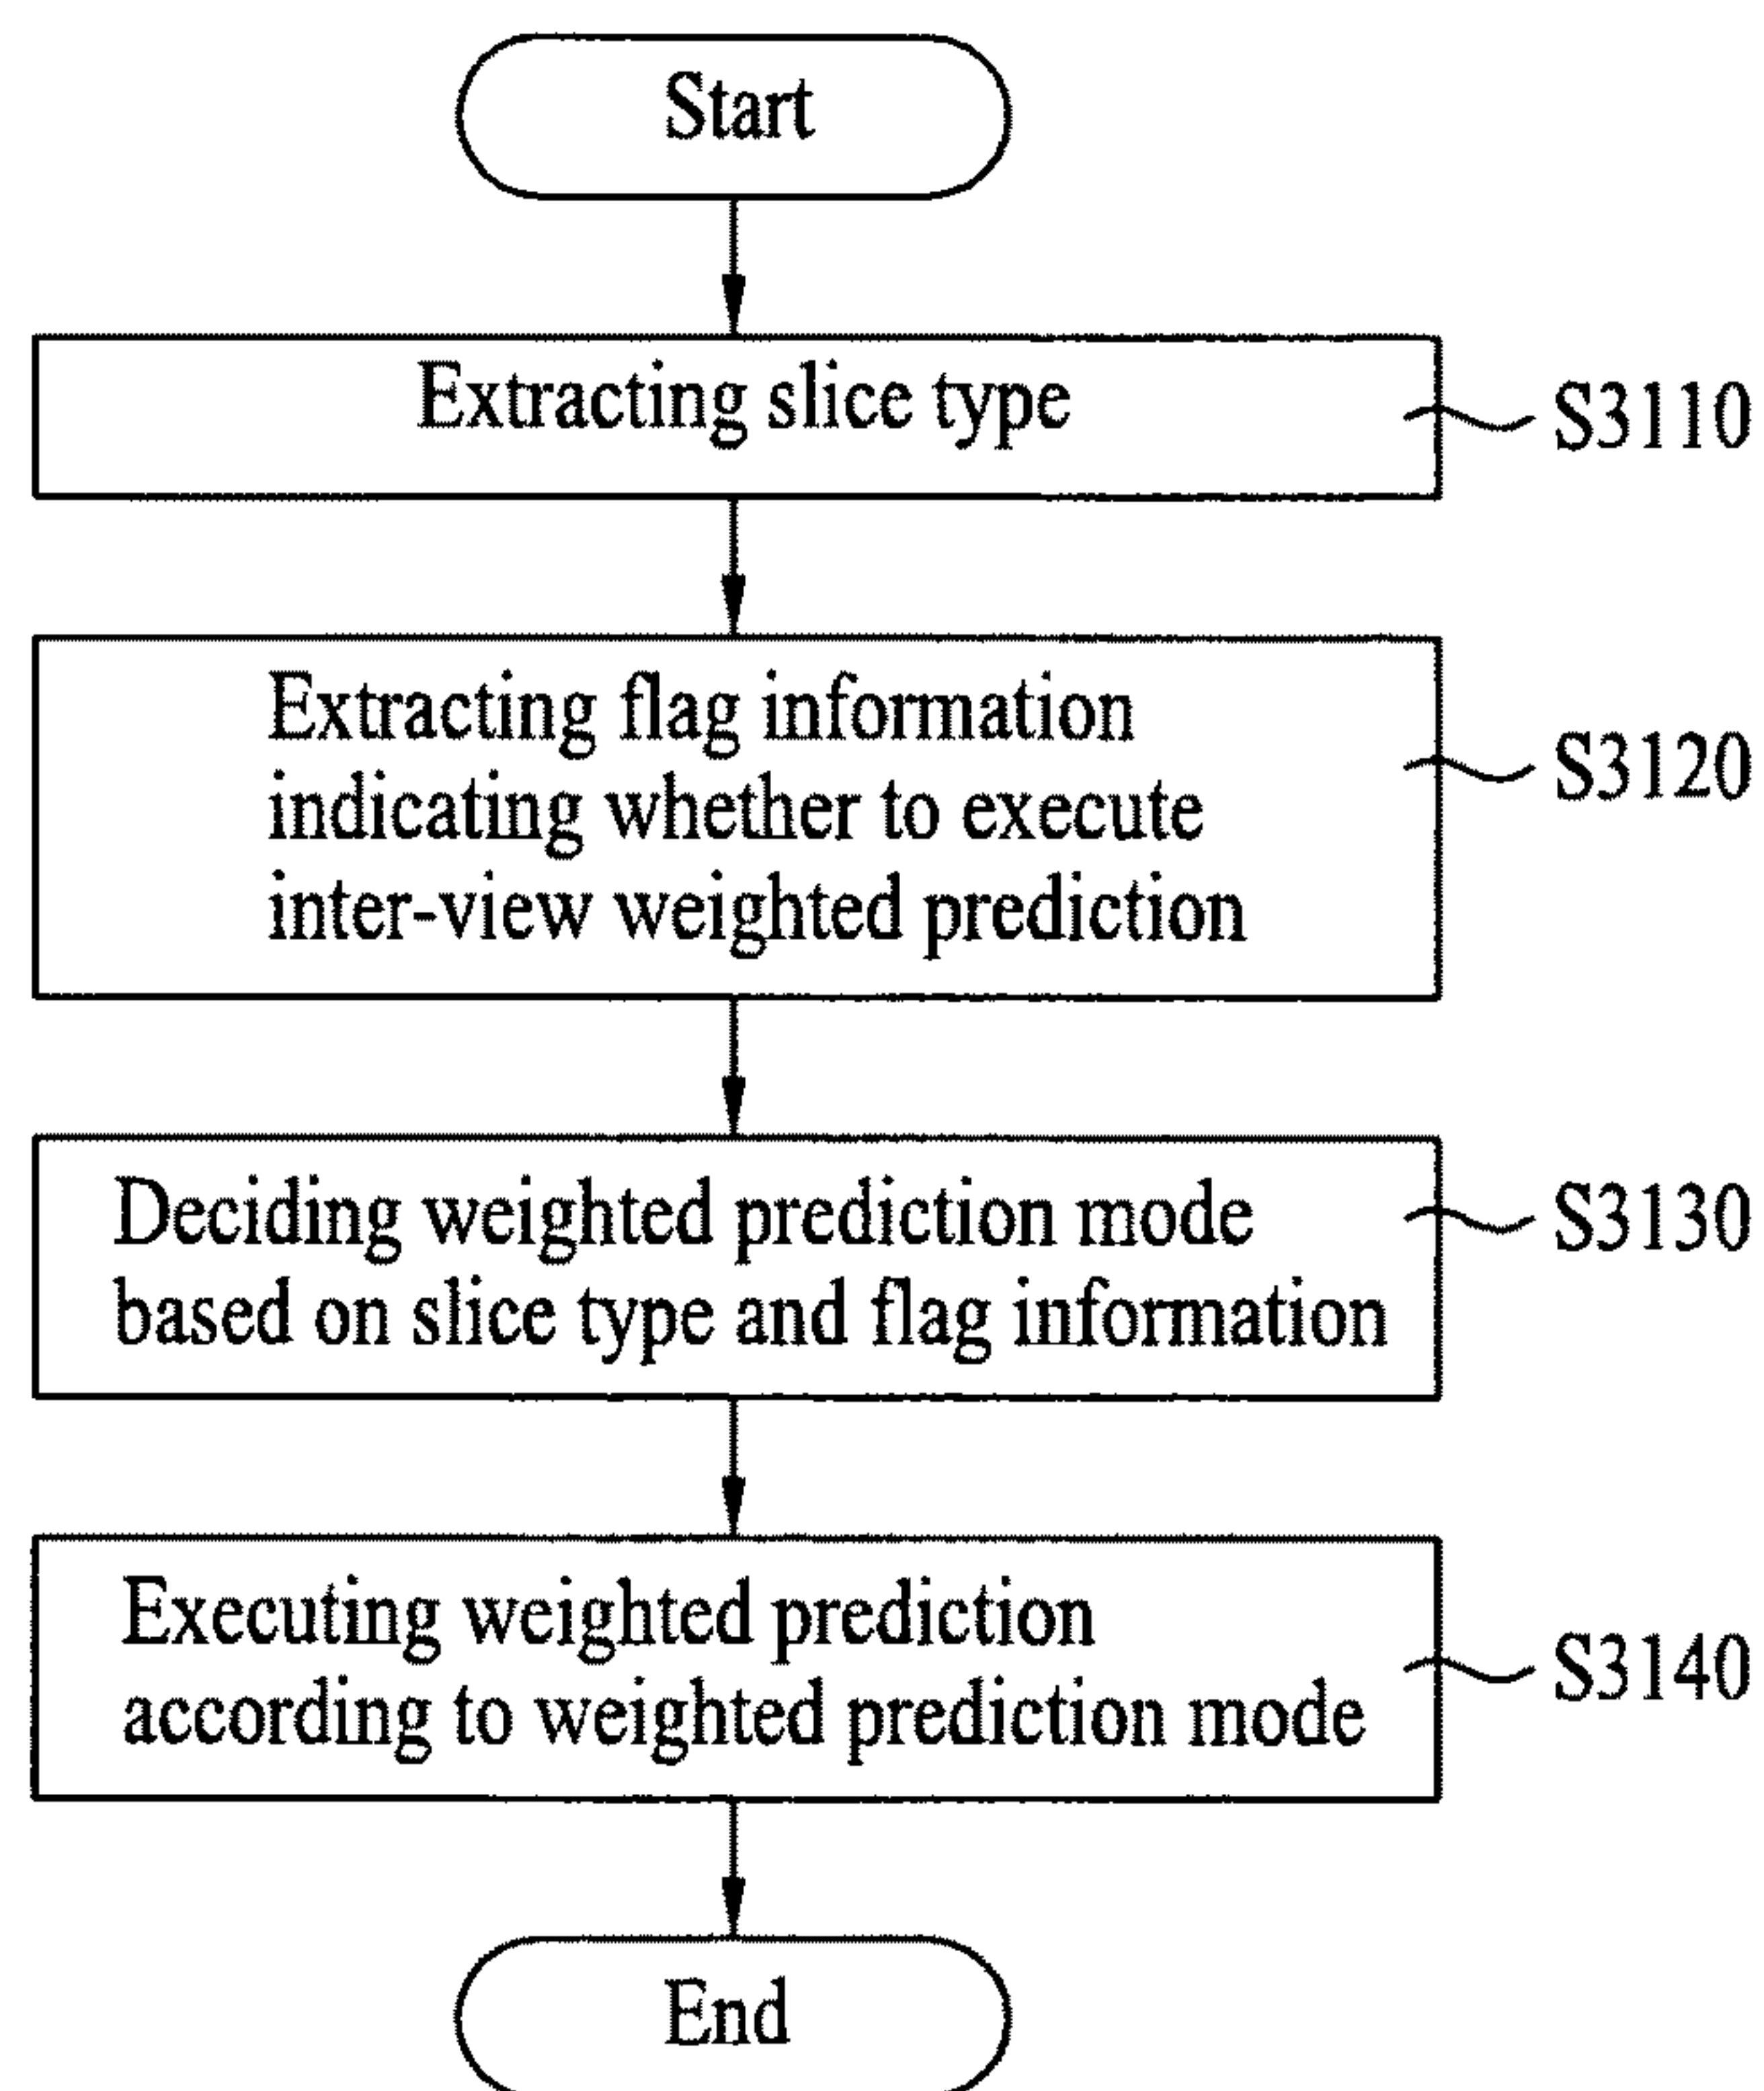 Start
Extracting slice type
S3110
Extracting flag information
indicating whether to execute
inter-view weighted prediction
S3120
Deciding weighted prediction mode
based on slice type and flag information
S3130
Executing weighted prediction
according to weighted prediction mode
S3140
End